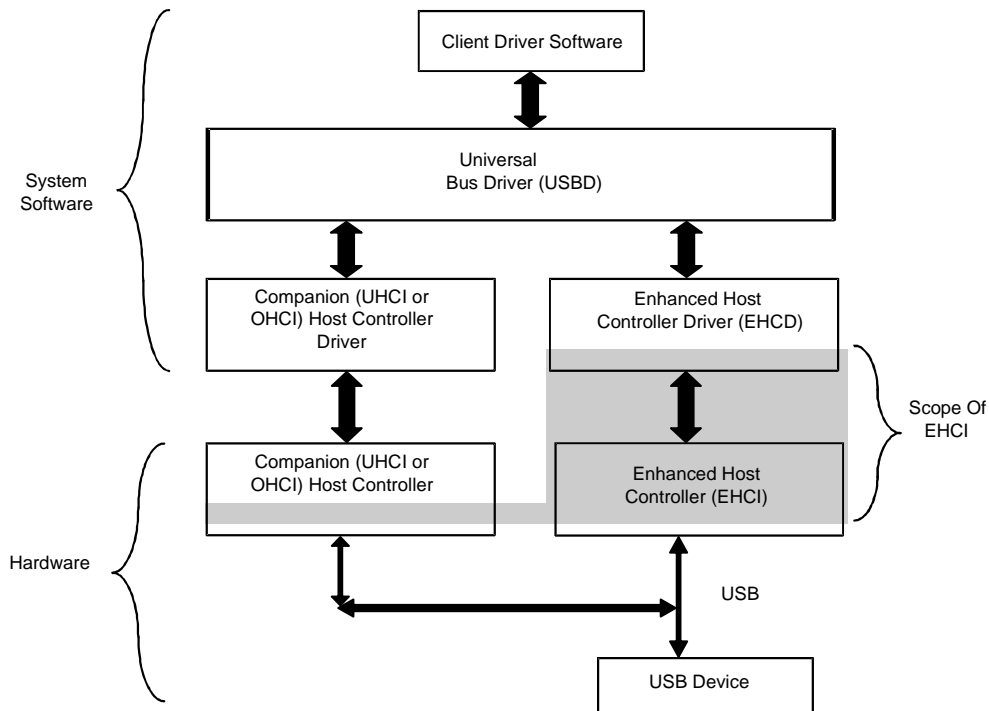 Client Driver Software
Universal
Bus Driver (USBD)
System
Software
Companion (UHCI or
OHCI) Host Controller
Driver
Enhanced Host
Controller Driver (EHCD)
Scope Of
EHCI
Companion (UHCI or
OHCI) Host Controller
Enhanced Host
Controller (EHCI)
Hardware
USB
USB Device